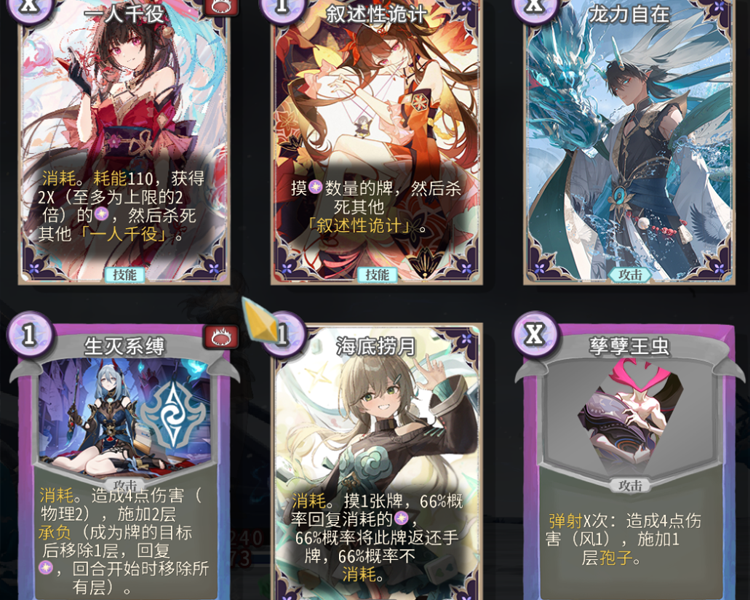 X
一人千役
消耗。耗能110，获得
2X（至多为上限的2
倍）的，然后杀死
其他「一人千役」。
技能
1
叙述性诡计
摸数量的牌，然后杀
死其他
「叙述性诡计」。
技能
X
龙力自在
攻击
1
生灭系缚
攻击
消耗。造成4点伤害（
物理2），施加2层
承负（成为牌的目标
后移除1层，回复
，回合开始时移除所
有层）。
240
73
1
海底捞月
消耗。摸1张牌，66%概
率回复消耗的，
66%概率将此牌返还手
牌，66%概率不
消耗。
X
孳孽王虫
攻击
弹射X次：造成4点伤
害（风1），施加1
层孢子。